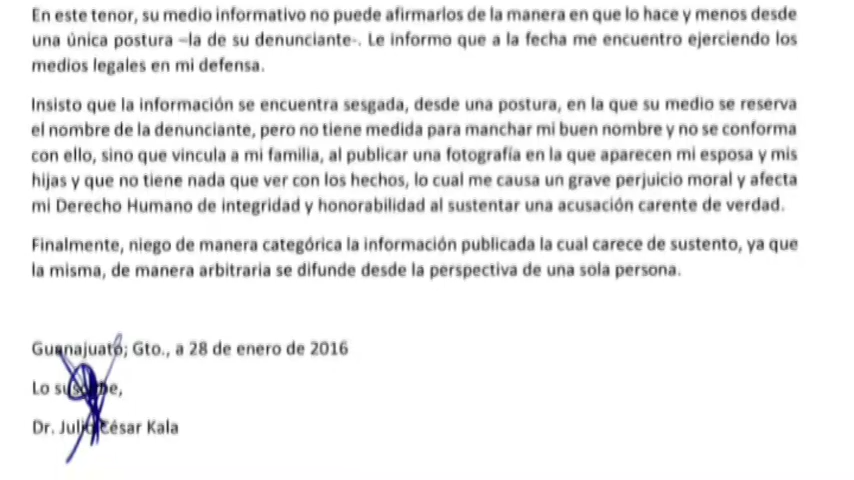 En este tenor, su medio informativo no puede afirmarlos de la manera en que lo hace y menos desde
una única postura –la de su denunciante-. Le informo que a la fecha me encuentro ejerciendo los
medios legales en mi defensa.
Insisto que la información se encuentra sesgada, desde una postura, en la que su medio se reserva
el nombre de la denunciante, pero no tiene medida para manchar mi buen nombre y no se conforma
con ello, sino que vincula a mi familia, al publicar una fotografía en la que aparecen mi esposa y mis
hijas y que no tiene nada que ver con los hechos, lo cual me causa un grave perjuicio moral y afecta
mi Derecho Humano de integridad y honorabilidad al sustentar una acusación carente de verdad.
Finalmente, niego de manera categórica la información publicada la cual carece de sustento, ya que
la misma, de manera arbitraria se difunde desde la perspectiva de una sola persona.
Guanajuato; Gto., a 28 de enero de 2016
Lo suscribe,
Dr. Julio César Kala